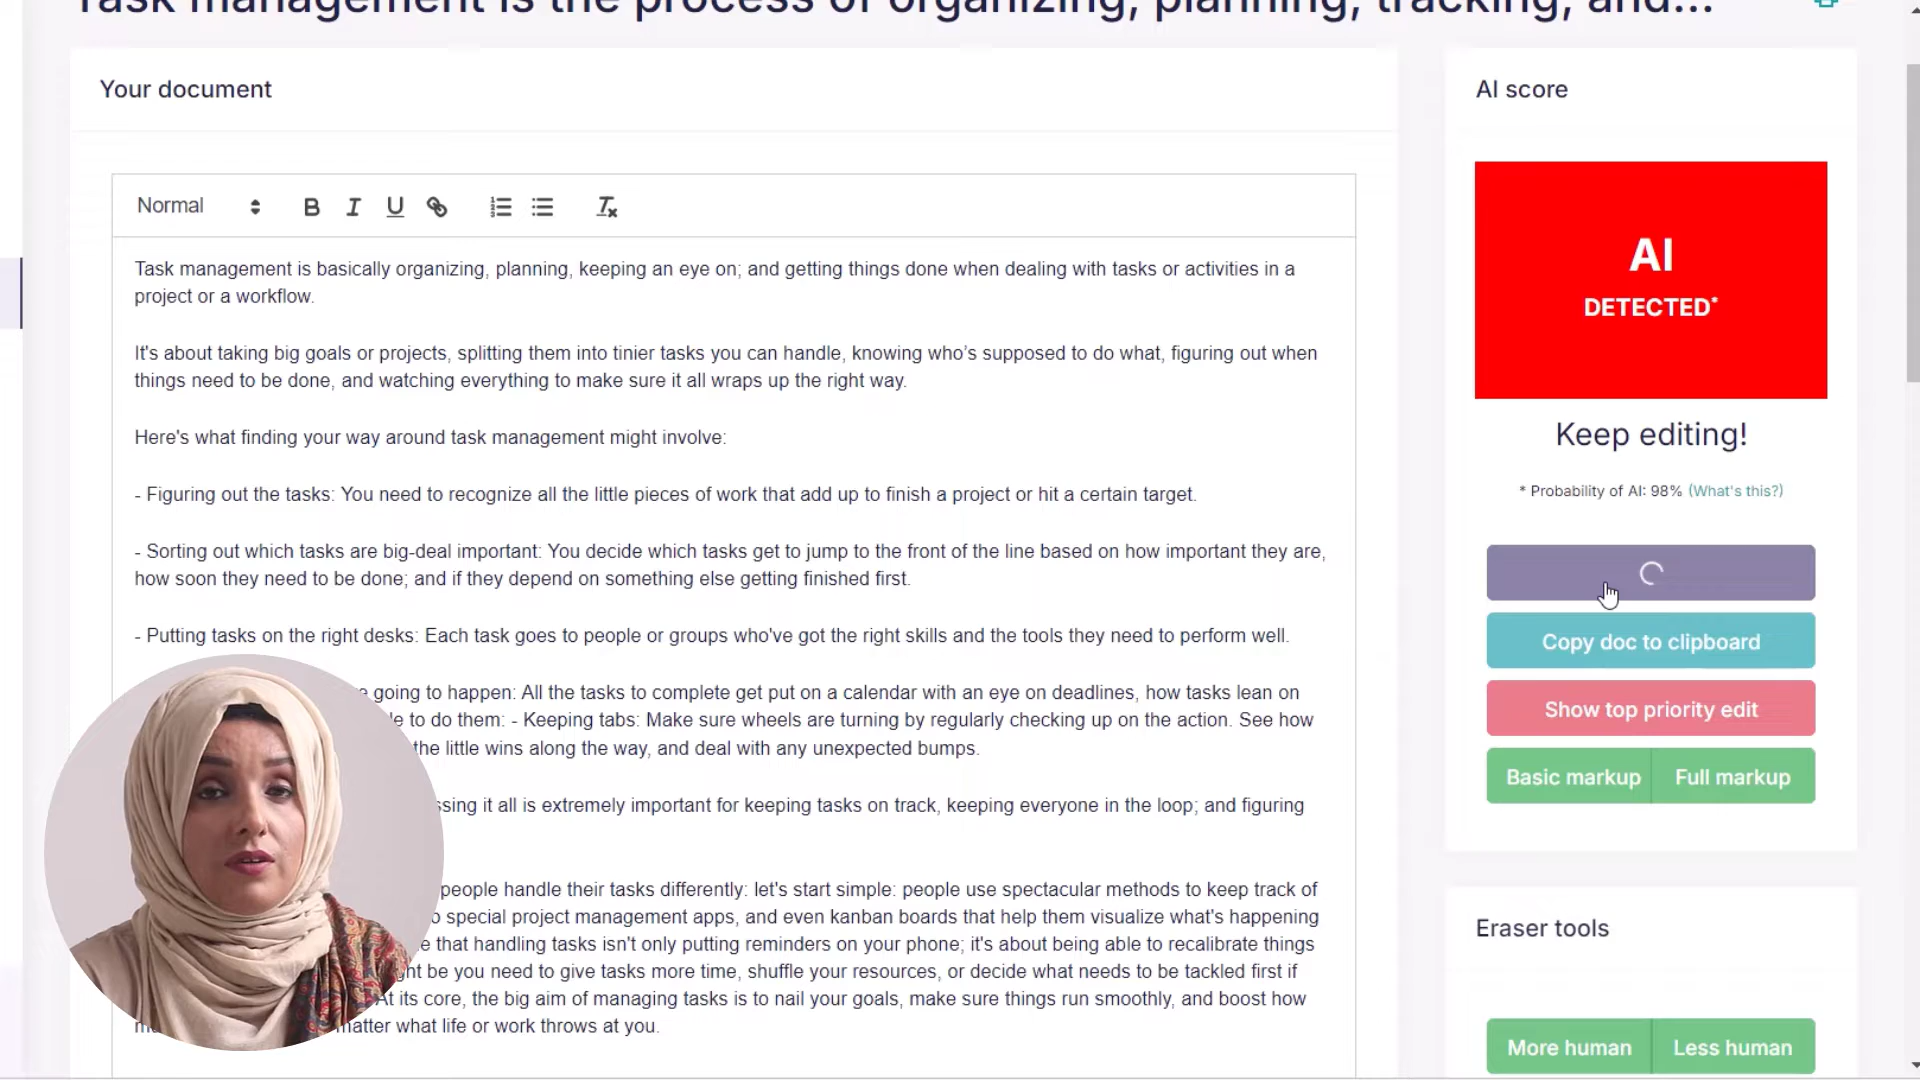 Task management is the process of organizing, planning, tracking, and...
Your document
AI score
Normal
B I U
Task management is basically organizing, planning, keeping an eye on; and getting things done when dealing with tasks or activities in a
project or a workflow.
It's about taking big goals or projects, splitting them into tinier tasks you can handle, knowing who's supposed to do what, figuring out when
things need to be done, and watching everything to make sure it all wraps up the right way.
Here's what finding your way around task management might involve:
- Figuring out the tasks: You need to recognize all the little pieces of work that add up to finish a project or hit a certain target.
- Sorting out which tasks are big-deal important: You decide which tasks get to jump to the front of the line based on how important they are,
how soon they need to be done; and if they depend on something else getting finished first.
- Putting tasks on the right desks: Each task goes to people or groups who've got the right skills and the tools they need to perform well.
going to happen: All the tasks to complete get put on a calendar with an eye on deadlines, how tasks lean on
to do them: - Keeping tabs: Make sure wheels are turning by regularly checking up on the action. See how
the little wins along the way, and deal with any unexpected bumps.
it all is extremely important for keeping tasks on track, keeping everyone in the loop; and figuring
people handle their tasks differently: let's start simple: people use spectacular methods to keep track of
special project management apps, and even kanban boards that help them visualize what's happening
that handling tasks isn't only putting reminders on your phone; it's about being able to recalibrate things
be you need to give tasks more time, shuffle your resources, or decide what needs to be tackled first if
At its core, the big aim of managing tasks is to nail your goals, make sure things run smoothly, and boost how
matter what life or work throws at you.
AI
DETECTED*
Keep editing!
* Probability of AI: 98% (What's this?)
Copy doc to clipboard
Show top priority edit
Basic markup
Full markup
Eraser tools
More human
Less human